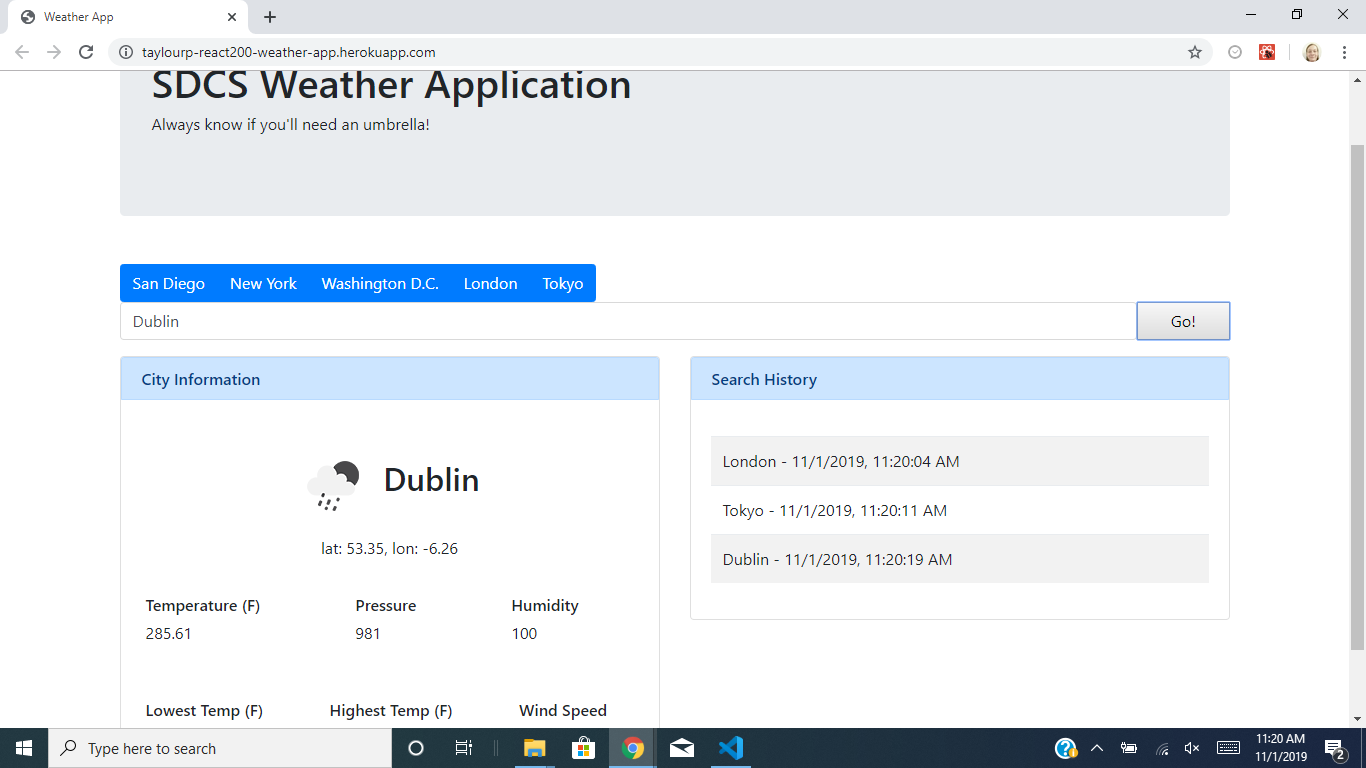 Weather App
taylourp-react200-weather-app.herokuapp.com
SDCS Weather Application
Always know if you'll need an umbrella!
San Diego New York Washington D.C. London Tokyo
Dublin Go!
City Information
Dublin
lat: 53.35, lon: -6.26
Temperature (F) Pressure Humidity
285.61 981 100
Lowest Temp (F) Highest Temp (F) Wind Speed
Search History
London - 11/1/2019, 11:20:04 AM
Tokyo - 11/1/2019, 11:20:11 AM
Dublin - 11/1/2019, 11:20:19 AM
Type here to search
11:20 AM
11/1/2019
2